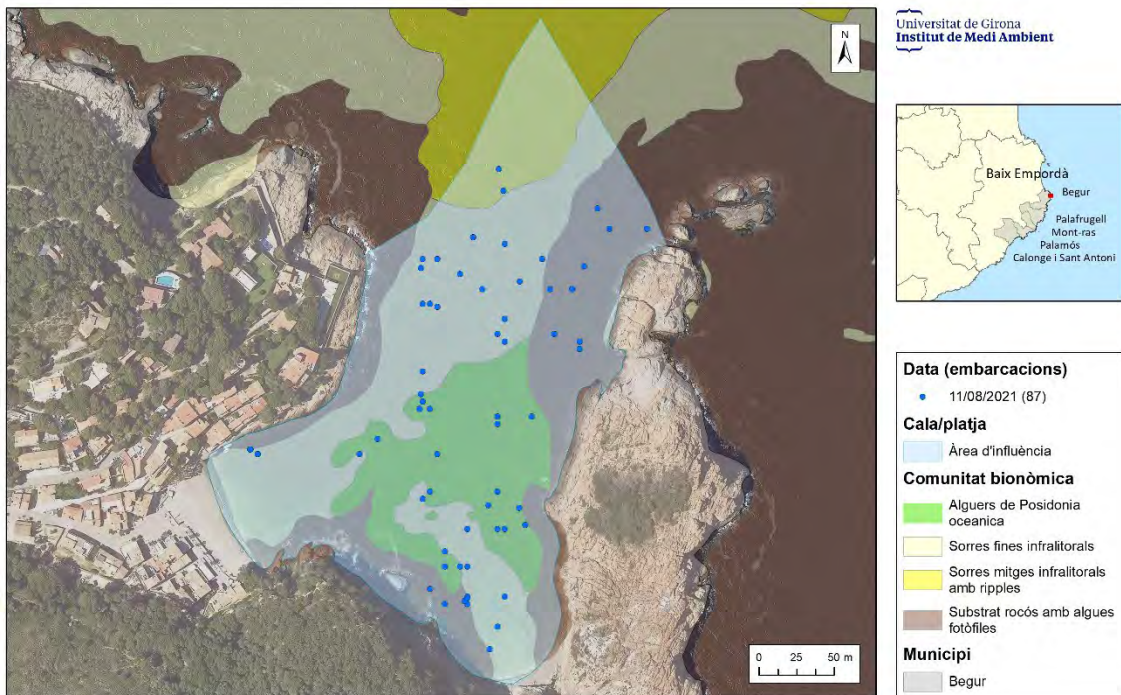 Universitat de Girona
Institut de Medi Ambient
N
Baix Empordà
Begur
Palafrugell
Mont-ras
Palamós
Calonge i Sant Antoni
Data (embarcacions)
11/08/2021 (87)
Cala/platja
Àrea d'influència
Comunitat bionòmica
Alguers de Posidonia
oceanica
Sorres fines infralitorals
Sorres mitges infralitorals
amb ripples
Substrat rocós amb algues
fotòfiles
Municipi
Begur
0 25 50 m